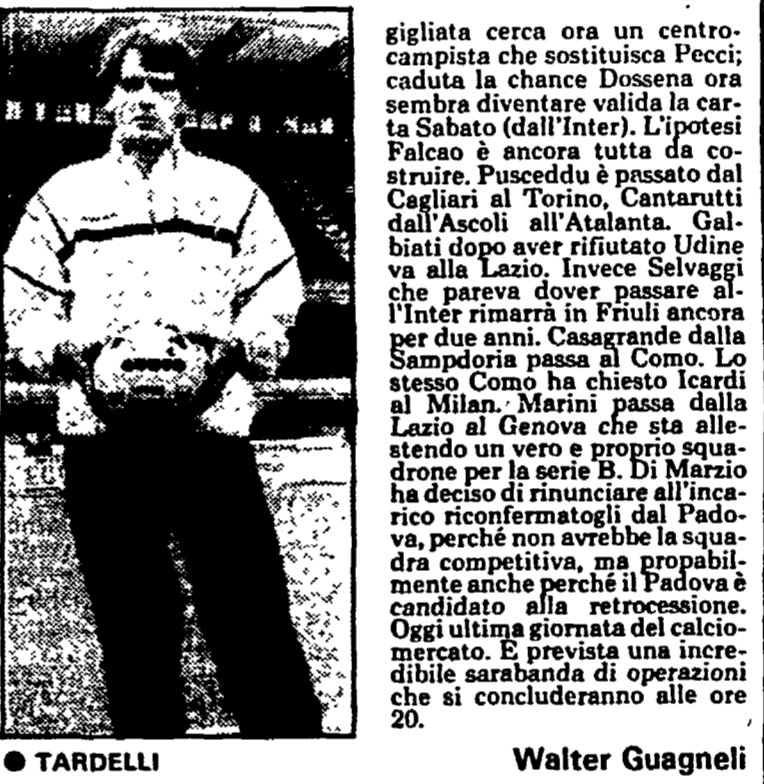 gigliata cerca ora un centro-
campista che sostituisca Pecci;
caduta la chance Dossena ora
sembra diventare valida la car-
ta Sabato (dall'Inter). L'ipotesi
Falcao è ancora tutta da co-
struire. Pusceddu è passato dal
Cagliari al Torino, Cantarutti
dall'Ascoli all'Atalanta. Gal-
biati dopo aver rifiutato Udine
va alla Lazio. Invece Selvaggi
che pareva dover passare al-
l'Inter rimarrà in Friuli ancora
per due anni. Casagrande dalla
Sampdoria passa al Como. Lo
stesso Como ha chiesto Icardi
al Milan. Marini passa dalla
Lazio al Genova che sta alle-
stendo un vero e proprio squa-
drone per la serie B. Di Marzio
ha deciso di rinunciare all'inca-
rico riconfermatogli dal Pado-
va, perché non avrebbe la squa-
dra competitiva, ma propabil-
mente anche perché il Padova è
candidato alla retrocessione.
Oggi ultima giornata del calcio-
mercato. È prevista una incre-
dibile sarabanda di operazioni
che si concluderanno alle ore
20.
Walter Guagneli
● TARDELLI